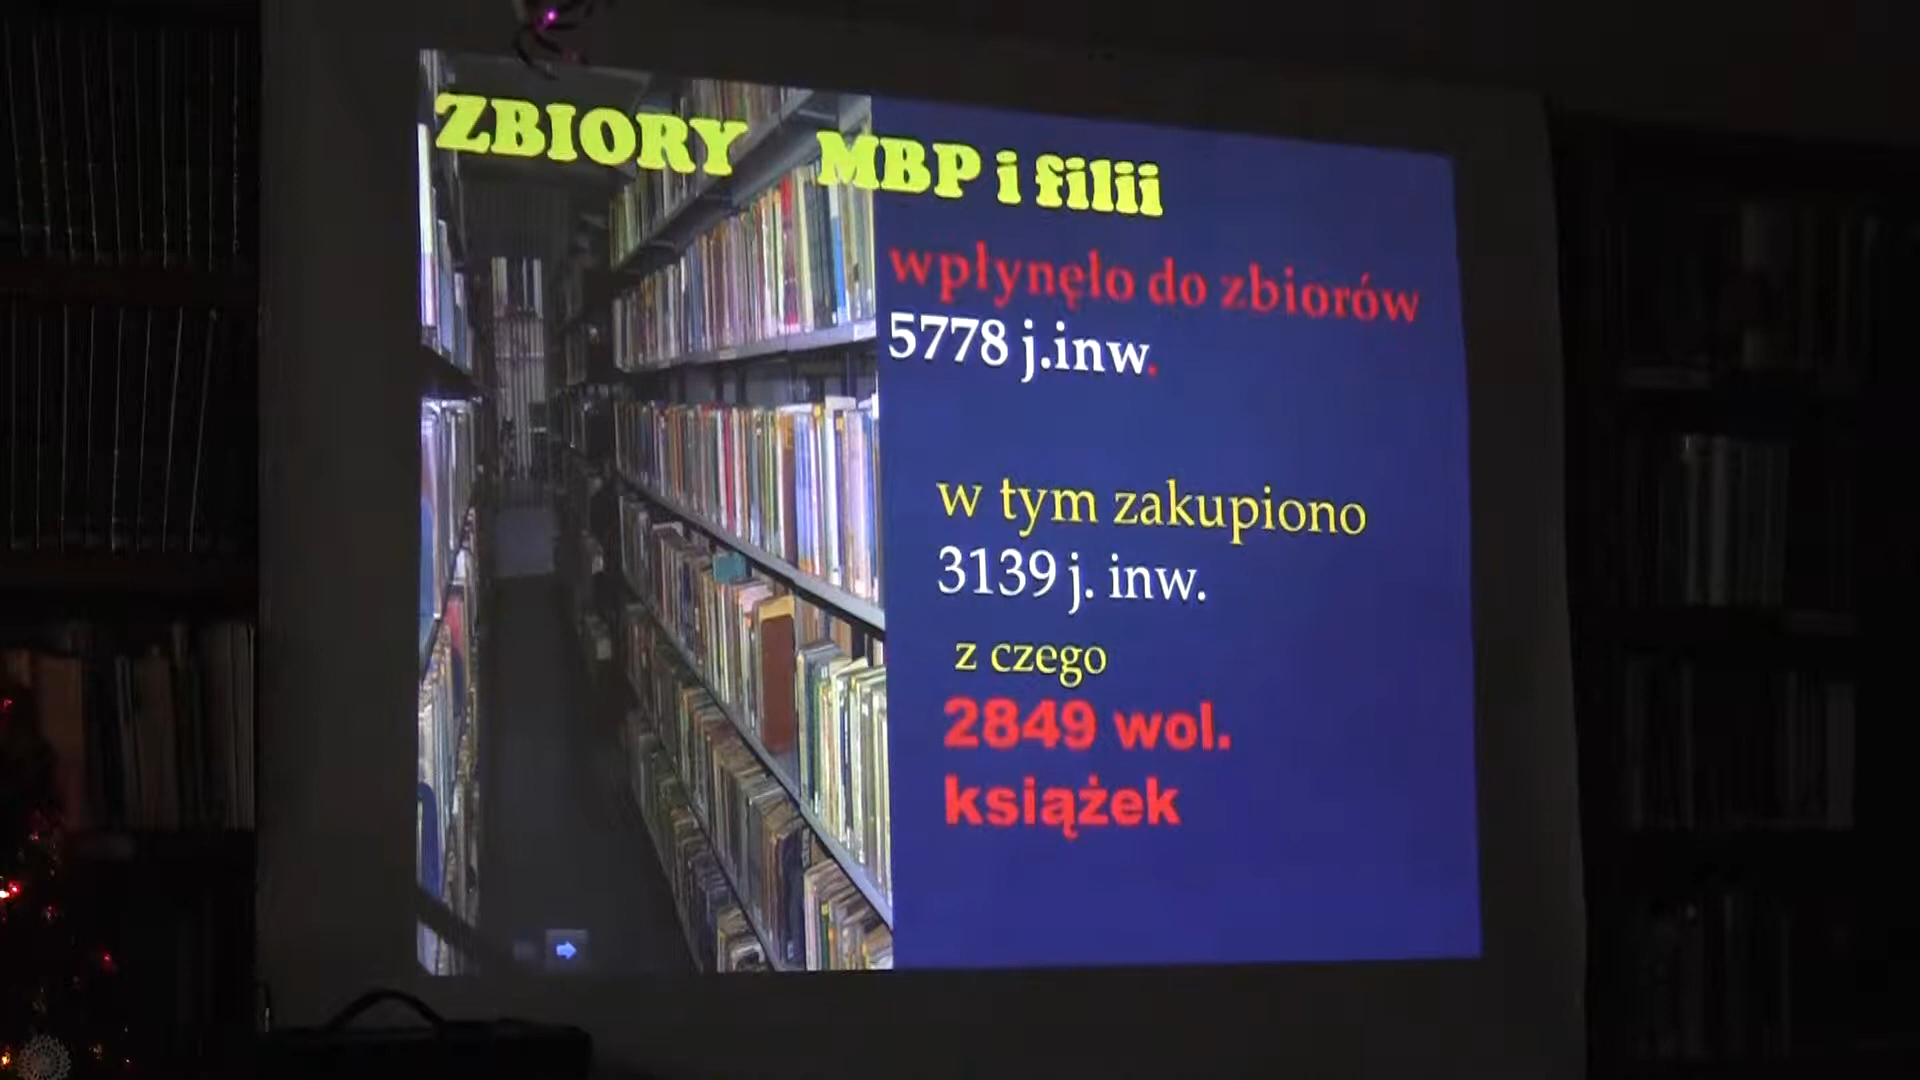 ZBIORY MBP i filii
wpłynęło do zbiorów
5778 j.inw.
w tym zakupiono
3139 j. inw.
z czego
2849 wol.
książek